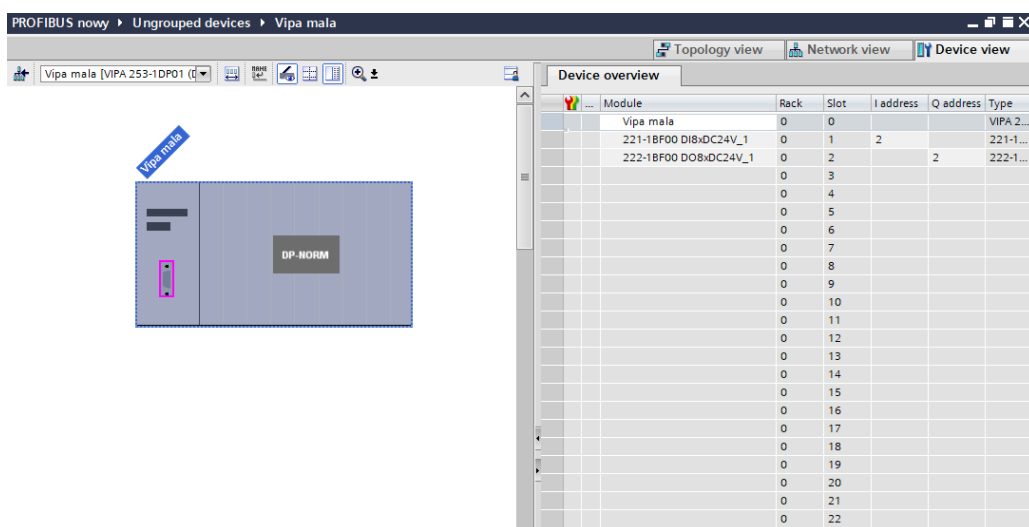 PROFIBUS nowy ▸ Ungrouped devices ▸ Vipa mala
Topology view Network view Device view
Vipa mala [VIPA 253-1DP01 (D
NAME
Device overview
... Module Rack Slot I address Q address Type
Vipa mala 0 0 VIPA 2...
221-1BF00 DI8xDC24V_1 0 1 2 221-1...
222-1BF00 DO8xDC24V_1 0 2 2 222-1...
0 3
0 4
0 5
0 6
0 7
0 8
0 9
0 10
0 11
0 12
0 13
0 14
0 15
0 16
0 17
0 18
0 19
0 20
0 21
0 22
Vipa mala
DP-NORM